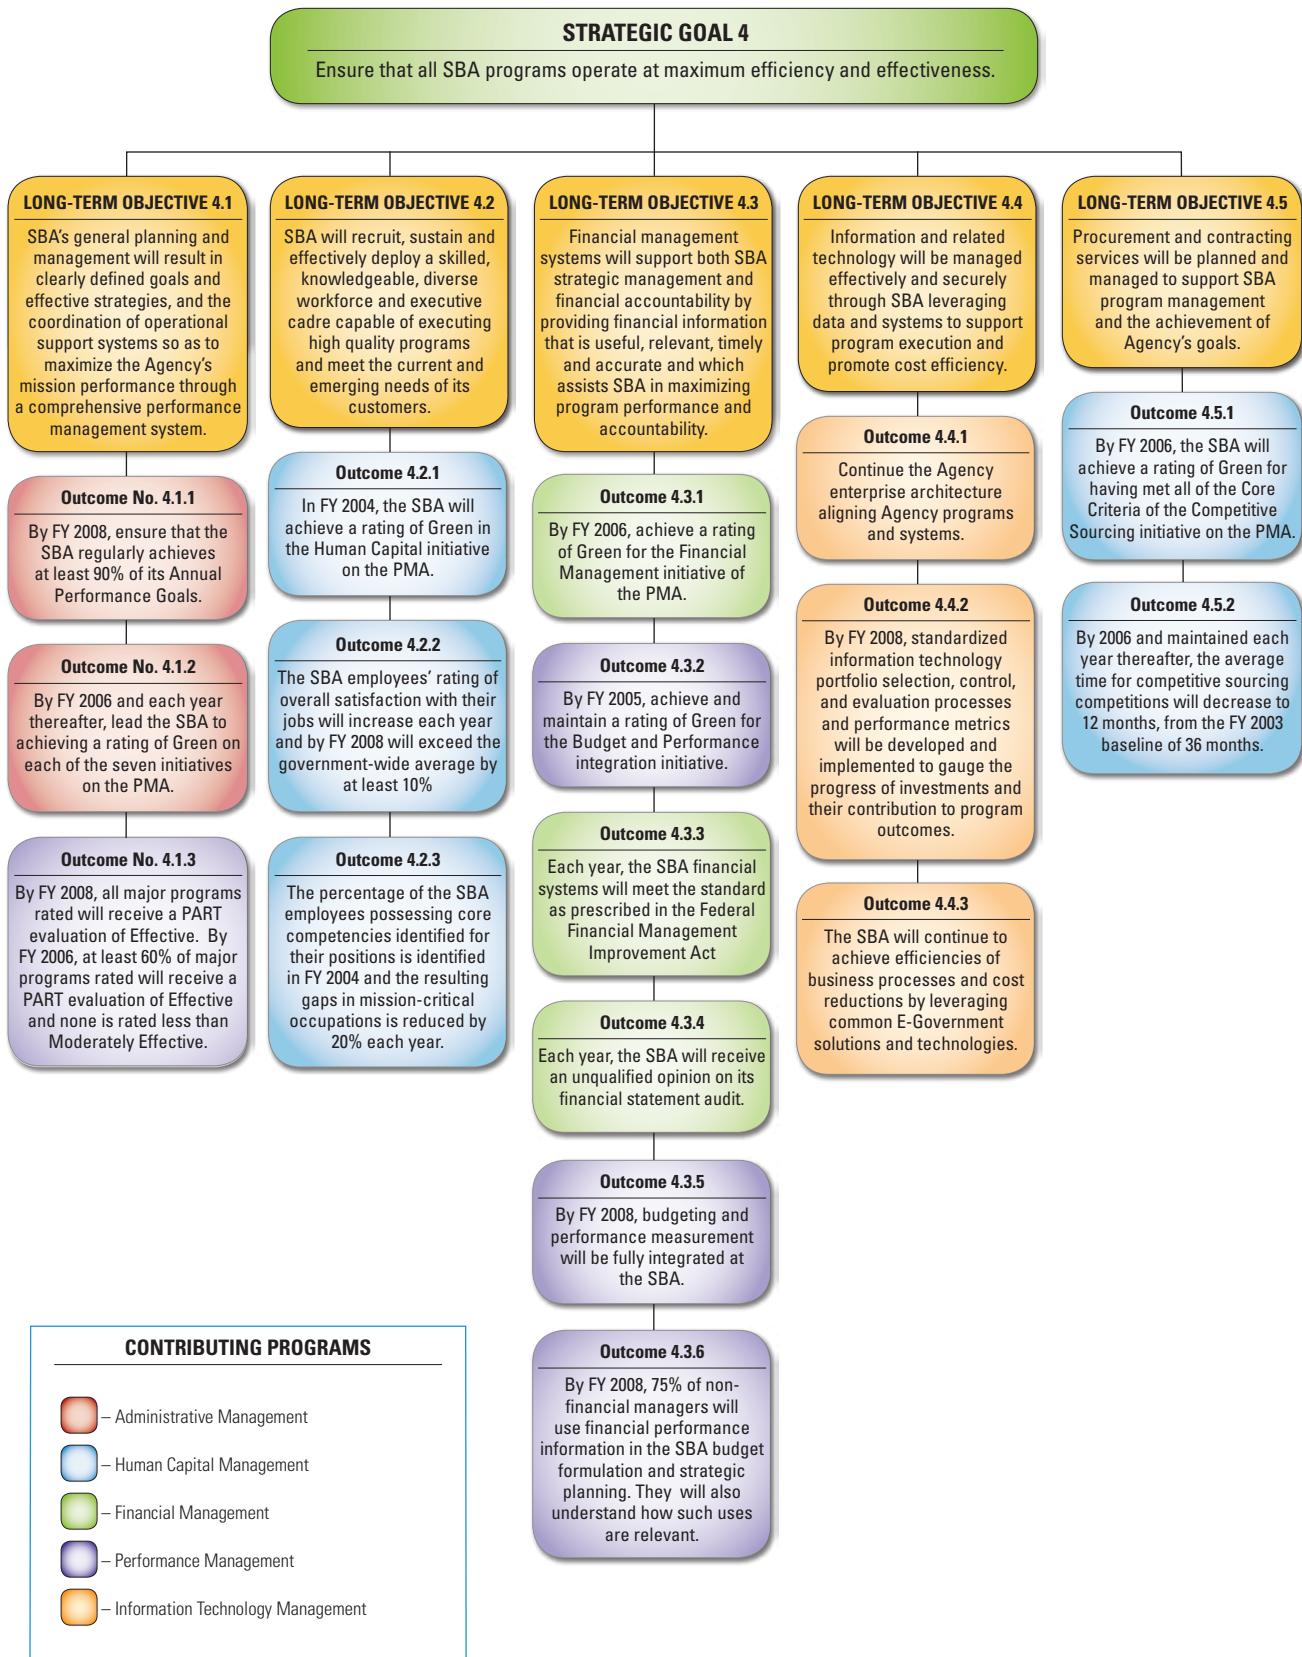 STRATEGIC GOAL 4
Ensure that all SBA programs operate at maximum efficiency and effectiveness.
LONG-TERM OBJECTIVE 4.1
SBA's general planning and
management will result in
clearly defined goals and
effective strategies, and the
coordination of operational
support systems so as to
maximize the Agency's
mission performance through
a comprehensive performance
management system.
Outcome No. 4.1.1
By FY 2008, ensure that the
SBA regularly achieves
at least 90% of its Annual
Performance Goals.
Outcome No. 4.1.2
By FY 2006 and each year
thereafter, lead the SBA to
achieving a rating of Green on
each of the seven initiatives
on the PMA.
Outcome No. 4.1.3
By FY 2008, all major programs
rated will receive a PART
evaluation of Effective.  By
FY 2006, at least 60% of major
programs rated will receive a
PART evaluation of Effective
and none is rated less than
Moderately Effective.
LONG-TERM OBJECTIVE 4.2
SBA will recruit, sustain and
effectively deploy a skilled,
knowledgeable, diverse
workforce and executive
cadre capable of executing
high quality programs
and meet the current and
emerging needs of its
customers.
Outcome 4.2.1
In FY 2004, the SBA will
achieve a rating of Green in
the Human Capital initiative
on the PMA.
Outcome 4.2.2
The SBA employees' rating of
overall satisfaction with their
jobs will increase each year
and by FY 2008 will exceed the
government-wide average by
at least 10%
Outcome 4.2.3
The percentage of the SBA
employees possessing core
competencies identified for
their positions is identified
in FY 2004 and the resulting
gaps in mission-critical
occupations is reduced by
20% each year.
LONG-TERM OBJECTIVE 4.3
Financial management
systems will support both SBA
strategic management and
financial accountability by
providing financial information
that is useful, relevant, timely
and accurate and which
assists SBA in maximizing
program performance and
accountability.
Outcome 4.3.1
By FY 2006, achieve a rating
of Green for the Financial
Management initiative of
the PMA.
Outcome 4.3.2
By FY 2005, achieve and
maintain a rating of Green for
the Budget and Performance
integration initiative.
Outcome 4.3.3
Each year, the SBA financial
systems will meet the standard
as prescribed in the Federal
Financial Management
Improvement Act
Outcome 4.3.4
Each year, the SBA will receive
an unqualified opinion on its
financial statement audit.
Outcome 4.3.5
By FY 2008, budgeting and
performance measurement
will be fully integrated at
the SBA.
Outcome 4.3.6
By FY 2008, 75% of non-
financial managers will
use financial performance
information in the SBA budget
formulation and strategic
planning. They  will also
understand how such uses
are relevant.
LONG-TERM OBJECTIVE 4.4
Information and related
technology will be managed
effectively and securely
through SBA leveraging
data and systems to support
program execution and
promote cost efficiency.
Outcome 4.4.1
Continue the Agency
enterprise architecture
aligning Agency programs
and systems.
Outcome 4.4.2
By FY 2008, standardized
information technology
portfolio selection, control,
and evaluation processes
and performance metrics
will be developed and
implemented to gauge the
progress of investments and
their contribution to program
outcomes.
Outcome 4.4.3
The SBA will continue to
achieve efficiencies of
business processes and cost
reductions by leveraging
common E-Government
solutions and technologies.
LONG-TERM OBJECTIVE 4.5
Procurement and contracting
services will be planned and
managed to support SBA
program management
and the achievement of
Agency's goals.
Outcome 4.5.1
By FY 2006, the SBA will
achieve a rating of Green for
having met all of the Core
Criteria of the Competitive
Sourcing initiative on the PMA.
Outcome 4.5.2
By 2006 and maintained each
year thereafter, the average
time for competitive sourcing
competitions will decrease to
12 months, from the FY 2003
baseline of 36 months.
CONTRIBUTING PROGRAMS
– Administrative Management
– Human Capital Management
– Financial Management
– Performance Management
– Information Technology Management